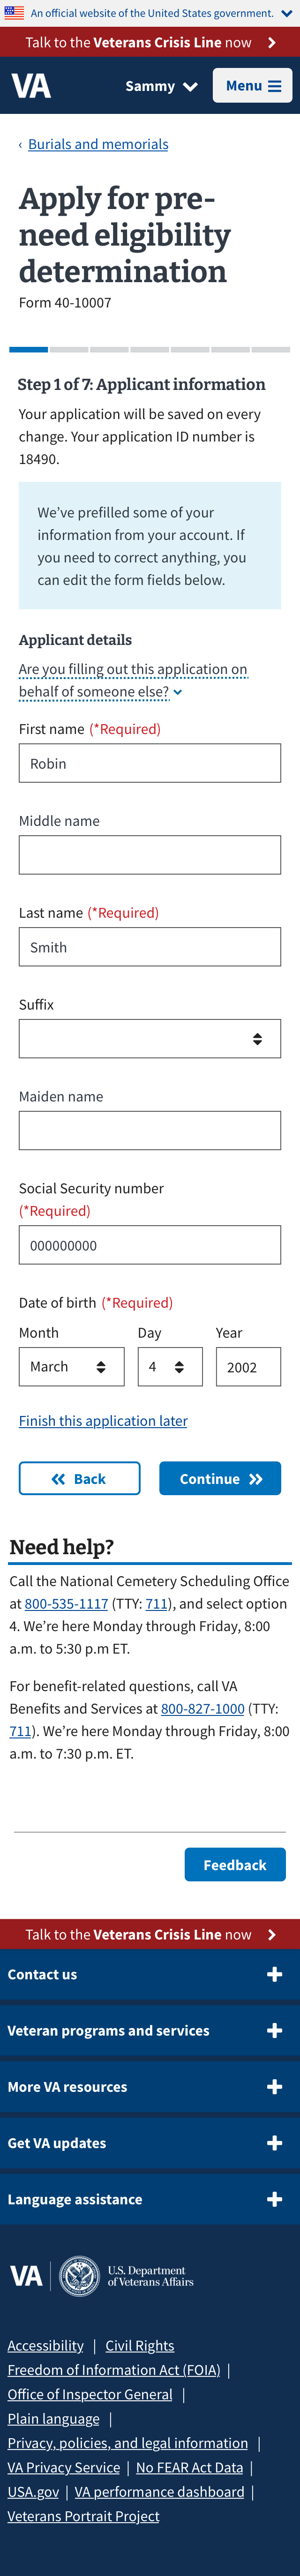 An official website of the United States government.
Talk to the Veterans Crisis Line now
VA
Sammy
Menu
‹ Burials and memorials
Apply for pre-
need eligibility
determination
Form 40-10007
Step 1 of 7: Applicant information
Your application will be saved on every
change. Your application ID number is
18490.
We’ve prefilled some of your
information from your account. If
you need to correct anything, you
can edit the form fields below.
Applicant details
Are you filling out this application on
behalf of someone else?
First name (*Required)
Robin
Middle name
Last name (*Required)
Smith
Suffix
Maiden name
Social Security number
(*Required)
000000000
Date of birth (*Required)
Month Day Year
March 4 2002
Finish this application later
Back Continue
Need help?
Call the National Cemetery Scheduling Office
at 800-535-1117 (TTY: 711), and select option
4. We’re here Monday through Friday, 8:00
a.m. to 5:30 p.m ET.
For benefit-related questions, call VA
Benefits and Services at 800-827-1000 (TTY:
711). We’re here Monday through Friday, 8:00
a.m. to 7:30 p.m. ET.
Feedback
Talk to the Veterans Crisis Line now
Contact us
Veteran programs and services
More VA resources
Get VA updates
Language assistance
VA U.S. Department
of Veterans Affairs
Accessibility | Civil Rights
Freedom of Information Act (FOIA) |
Office of Inspector General |
Plain language |
Privacy, policies, and legal information |
VA Privacy Service | No FEAR Act Data |
USA.gov | VA performance dashboard |
Veterans Portrait Project